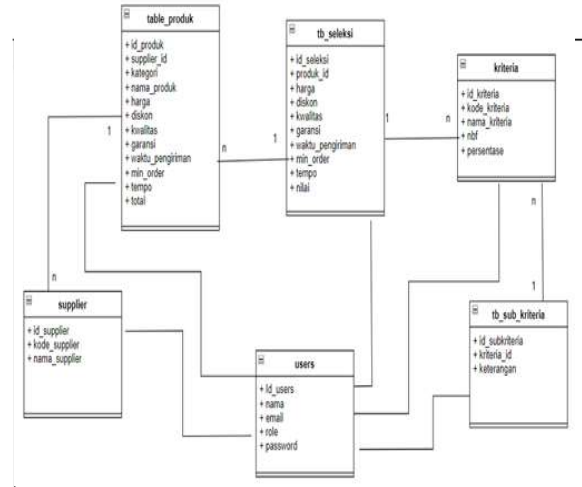 table_produk
+ id_produk
+ supplier_id
+ kategori
+ nama_produk
+ harga
+ diskon
+ kwalitas
+ garansi
+ waktu_pengiriman
+ min_order
+ tempo
+ total
tb_seleksi
+ id_seleksi
+ produk_id
+ harga
+ diskon
+ kwalitas
+ garansi
+ waktu_pengiriman
+ min_order
+ tempo
+ nilai
kriteria
+ id_kriteria
+ kode_kriteria
+ nama_kriteria
+ nbf
+ persentase
1
n
1
1
n
n
n
1
supplier
+ id_supplier
+ kode_supplier
+ nama_supplier
users
+ Id_users
+ nama
+ email
+ role
+ password
tb_sub_kriteria
+ id_subkriteria
+ kriteria_id
+ keterangan